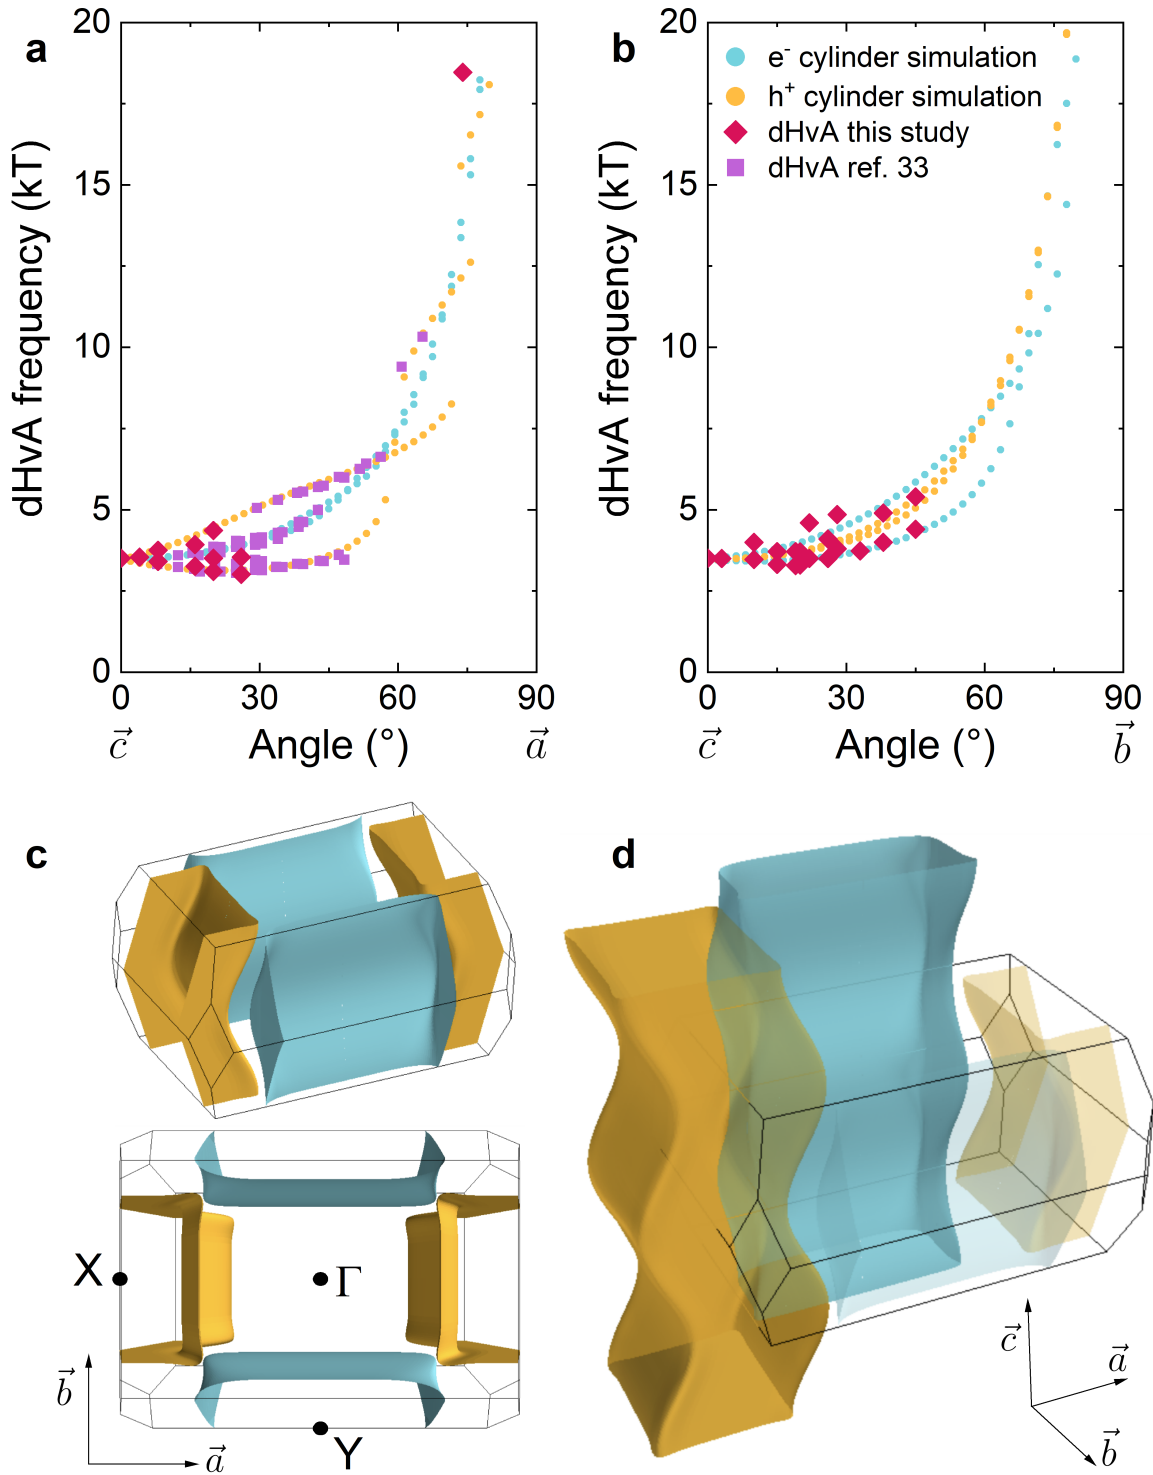 a
20
15
10
5
0
dHvA frequency (kT)
0 30 60 90
c⃗ Angle (°) a⃗
b
e⁻ cylinder simulation
h⁺ cylinder simulation
dHvA this study
dHvA ref. 33
20
15
10
5
0
dHvA frequency (kT)
0 30 60 90
c⃗ Angle (°) b⃗
c
X
Γ
Y
b⃗
a⃗
d
c⃗
a⃗
b⃗